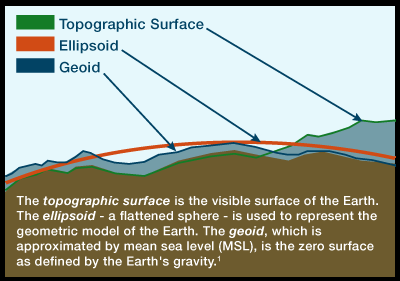 Topographic Surface
Ellipsoid
Geoid
The topographic surface is the visible surface of the Earth.
The ellipsoid - a flattened sphere - is used to represent the
geometric model of the Earth. The geoid, which is
approximated by mean sea level (MSL), is the zero surface
as defined by the Earth's gravity.¹